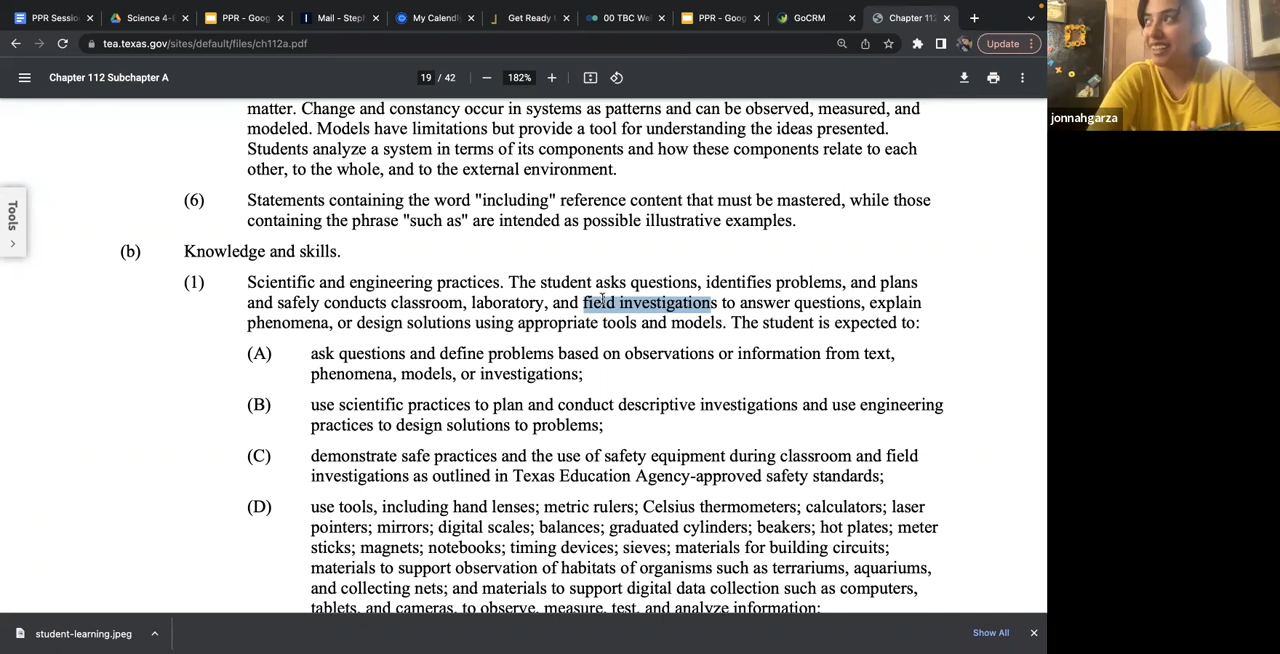 PPR Sessio
Science 4-8
PPR - Goog
Mail - Steph
My Calendly
Get Ready
00 TBC We
PPR - Goog
GoCRM
Chapter 112
tea.texas.gov/sites/default/files/ch112a.pdf
Update
Chapter 112 Subchapter A
19 / 42
182%
jonnahgarza
Tools
matter. Change and constancy occur in systems as patterns and can be observed, measured, and
modeled. Models have limitations but provide a tool for understanding the ideas presented.
Students analyze a system in terms of its components and how these components relate to each
other, to the whole, and to the external environment.
(6) Statements containing the word "including" reference content that must be mastered, while those
containing the phrase "such as" are intended as possible illustrative examples.
(b) Knowledge and skills.
(1) Scientific and engineering practices. The student asks questions, identifies problems, and plans
and safely conducts classroom, laboratory, and field investigations to answer questions, explain
phenomena, or design solutions using appropriate tools and models. The student is expected to:
(A) ask questions and define problems based on observations or information from text,
phenomena, models, or investigations;
(B) use scientific practices to plan and conduct descriptive investigations and use engineering
practices to design solutions to problems;
(C) demonstrate safe practices and the use of safety equipment during classroom and field
investigations as outlined in Texas Education Agency-approved safety standards;
(D) use tools, including hand lenses; metric rulers; Celsius thermometers; calculators; laser
pointers; mirrors; digital scales; balances; graduated cylinders; beakers; hot plates; meter
sticks; magnets; notebooks; timing devices; sieves; materials for building circuits;
materials to support observation of habitats of organisms such as terrariums, aquariums,
and collecting nets; and materials to support digital data collection such as computers,
tablets, and cameras, to observe, measure, test, and analyze information;
student-learning.jpeg
Show All